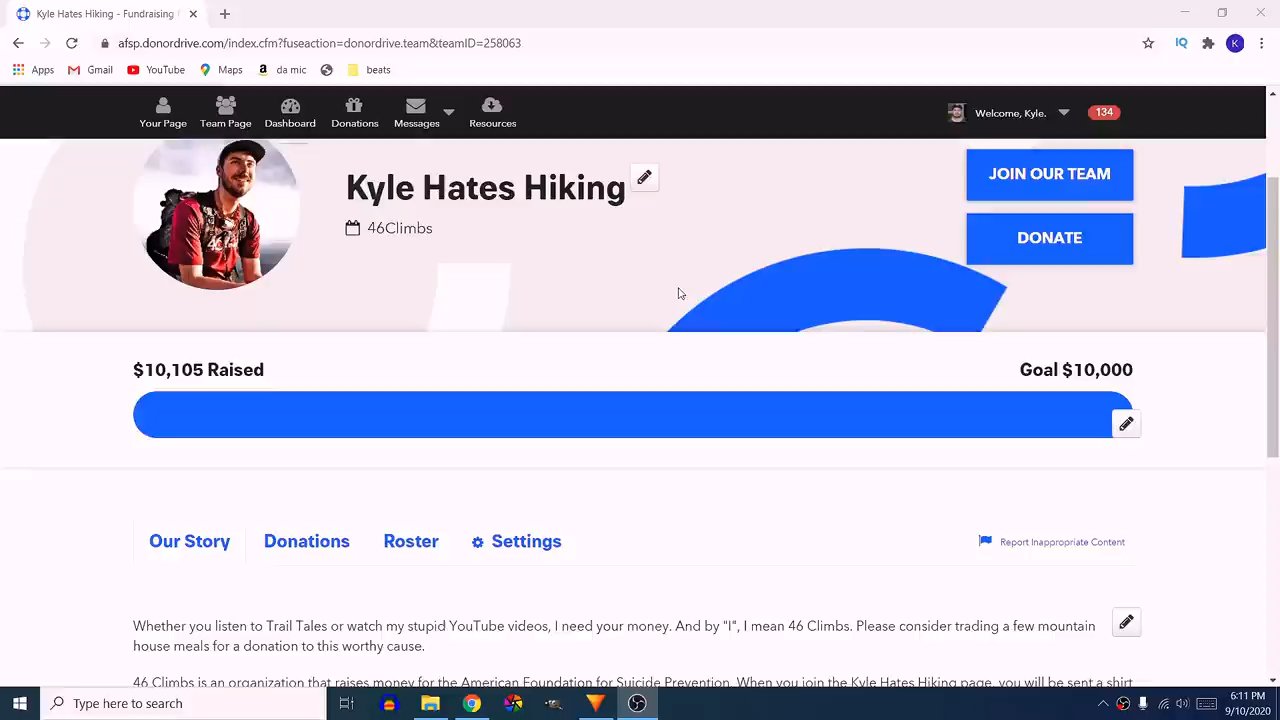 Kyle Hates Hiking - Fundraising
afsp.donordrive.com/index.cfm?fuseaction=donordrive.team&teamID=258063
IQ
K
Apps Gmail YouTube Maps da mic beats
Your Page Team Page Dashboard Donations Messages Resources
Welcome, Kyle. 134
JOIN OUR TEAM
Kyle Hates Hiking
46Climbs
DONATE
$10,105 Raised Goal $10,000
Our Story Donations Roster Settings Report Inappropriate Content
Whether you listen to Trail Tales or watch my stupid YouTube videos, I need your money. And by "I", I mean 46 Climbs. Please consider trading a few mountain
house meals for a donation to this worthy cause.
46 Climbs is an organization that raises money for the American Foundation for Suicide Prevention. When you join the Kyle Hates Hiking page, you will be sent a shirt
Type here to search
6:11 PM
9/10/2020